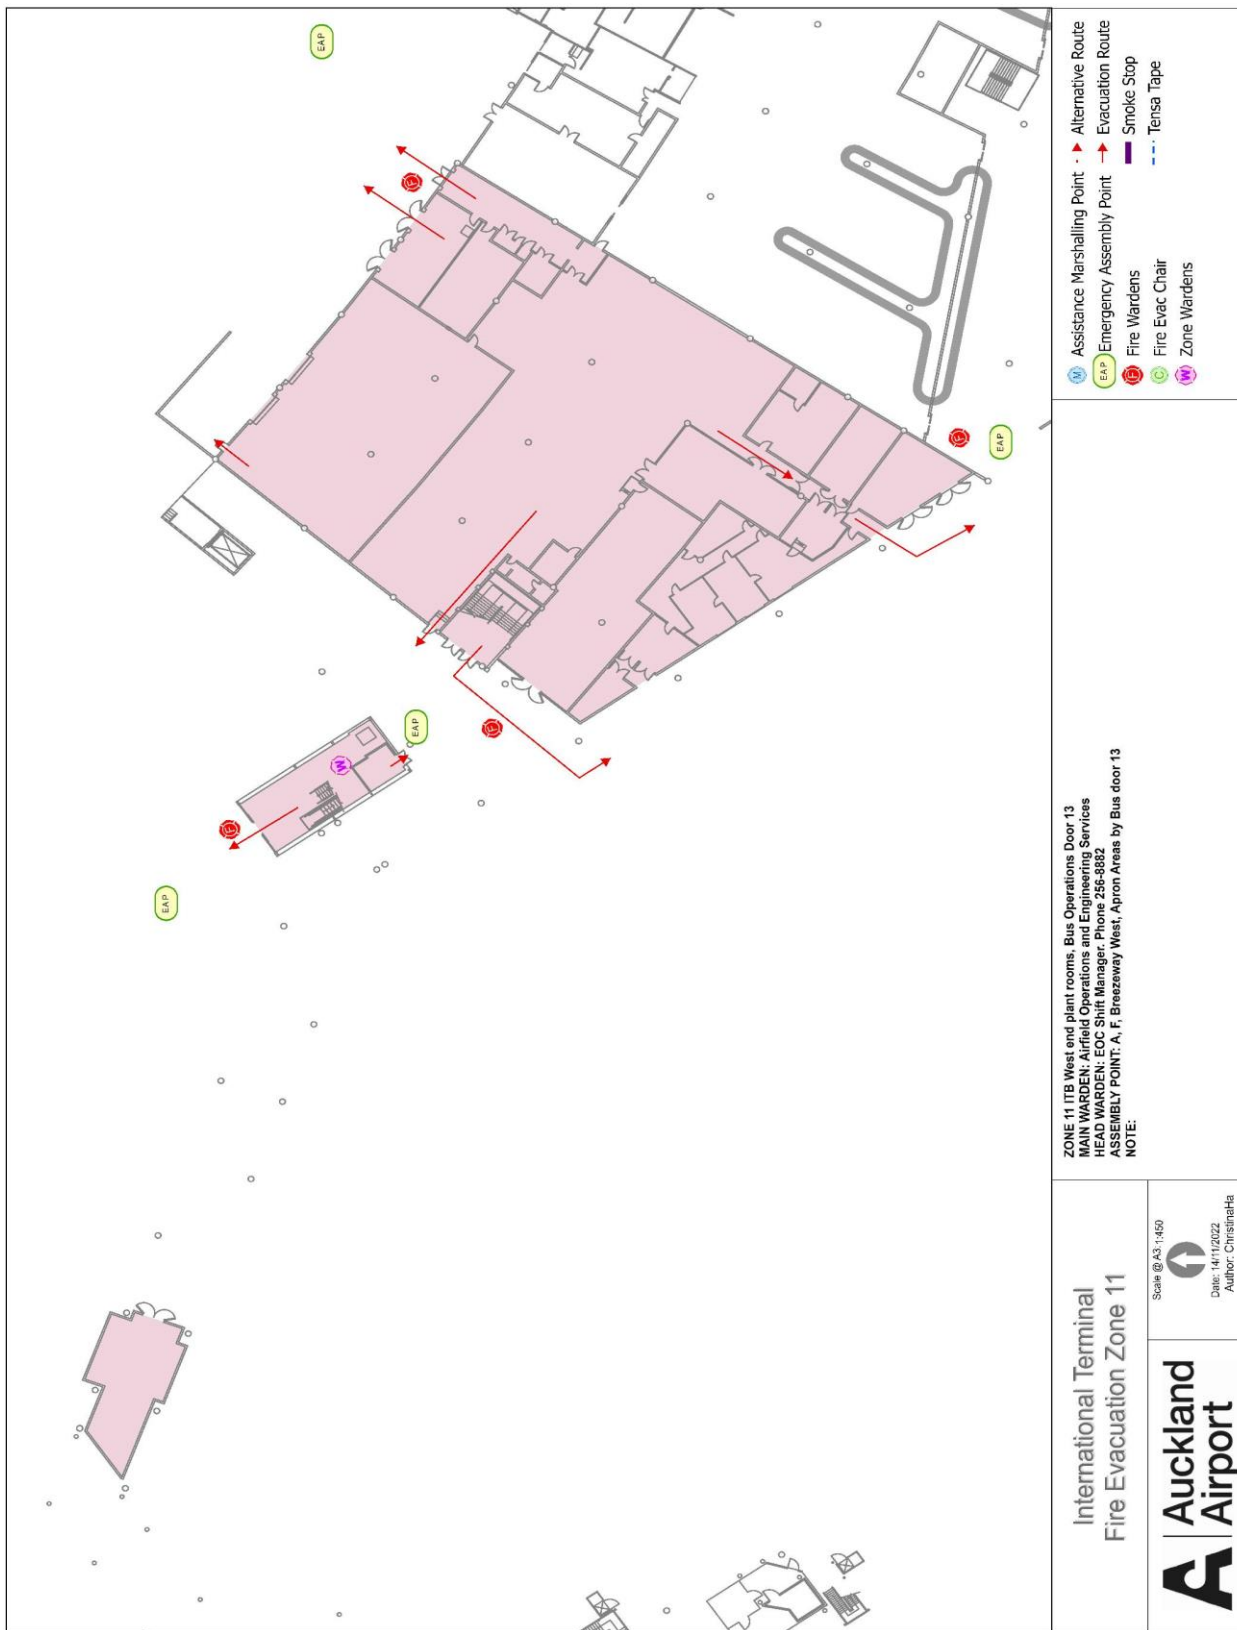 EAP
F
F
EAP
F
EAP
W
F
EAP
M Assistance Marshalling Point
EAP Emergency Assembly Point
F Fire Wardens
C Fire Evac Chair
W Zone Wardens
Alternative Route
Evacuation Route
Smoke Stop
Tensa Tape
ZONE 11 ITB West end plant rooms, Bus Operations Door 13
MAIN WARDEN: Airfield Operations and Engineering Services
HEAD WARDEN: EOC Shift Manager. Phone 256-8882
ASSEMBLY POINT: A, F, Breezeway West, Apron Areas by Bus door 13
NOTE:
International Terminal
Fire Evacuation Zone 11
Scale @ A3: 1:450
Date: 14/11/2022
Author: ChristinaHa
A Auckland
Airport